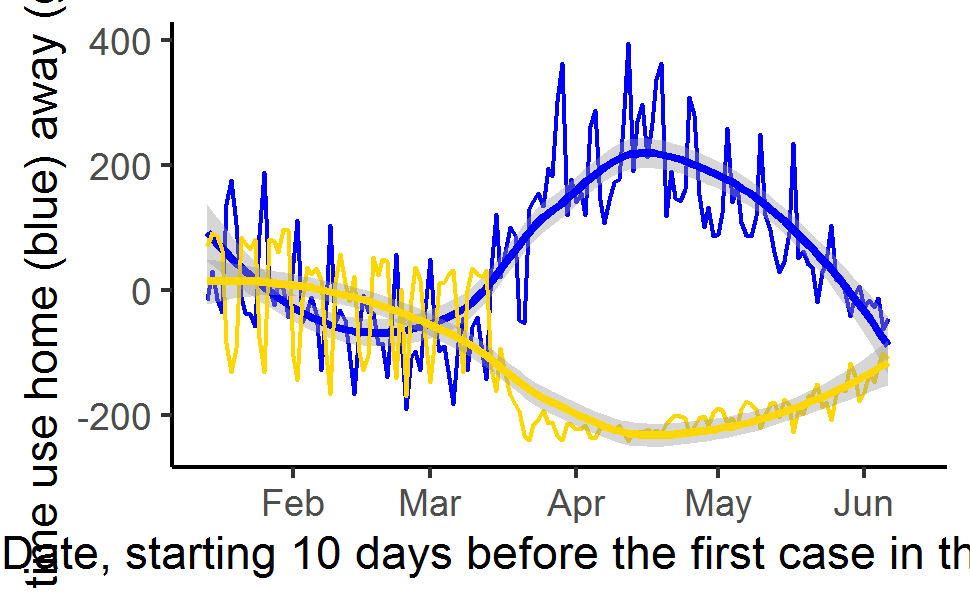 time use home (blue) away (
400
200
0
-200
Feb Mar Apr May Jun
Date, starting 10 days before the first case in th